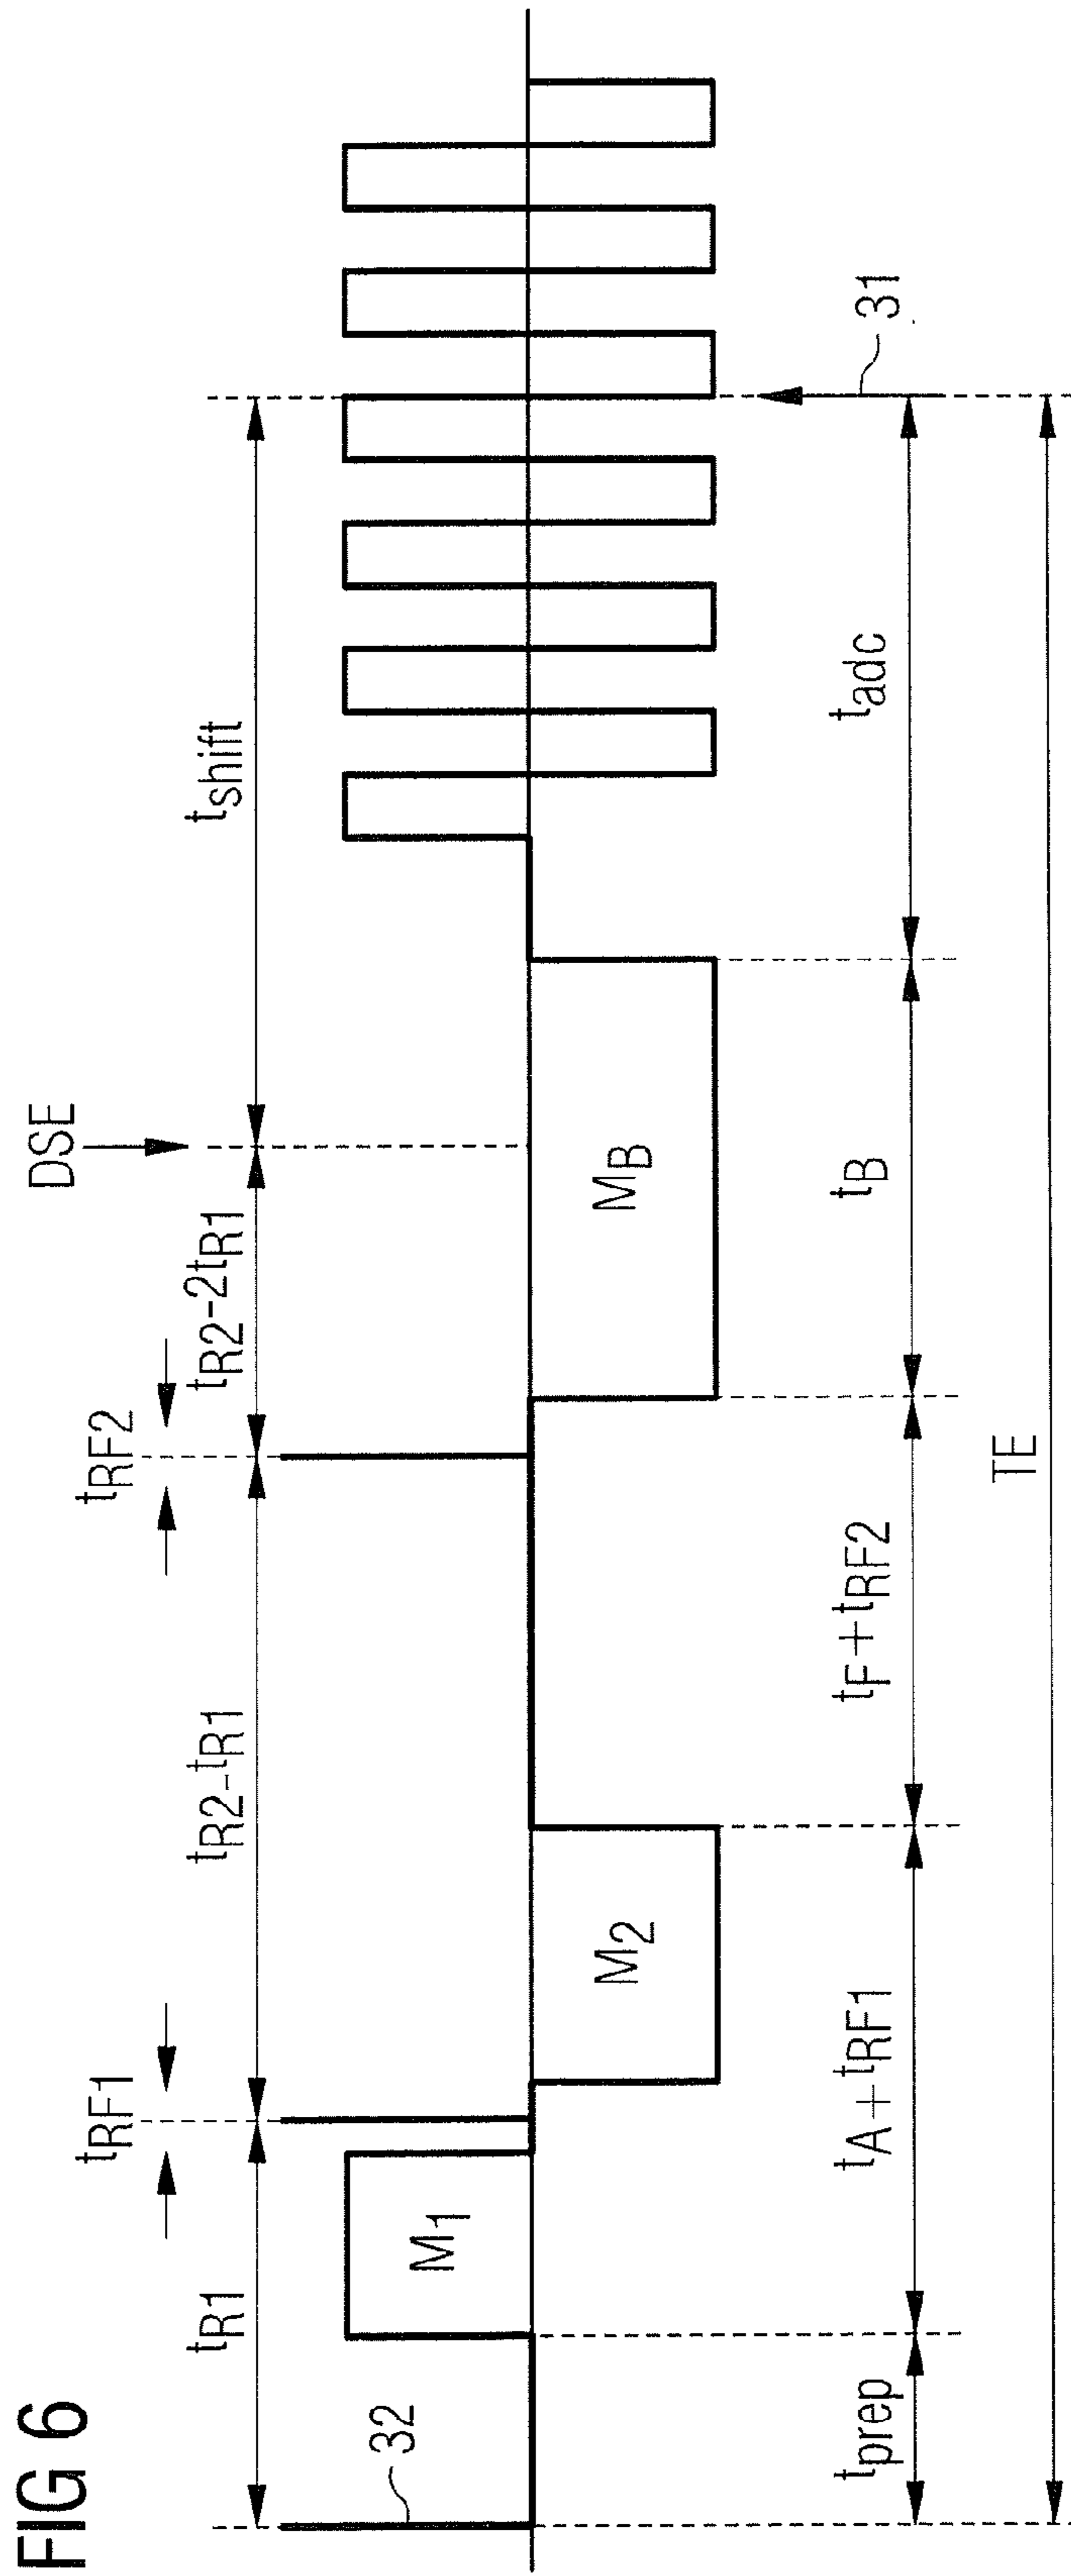 FIG 6
DSE
t_RF1
t_RF2
t_R1
t_R2-t_R1
t_R2-2t_R1
t_shift
32
M_1
M_2
M_B
31
t_prep
t_A+t_RF1
t_F+t_RF2
t_B
t_adc
TE